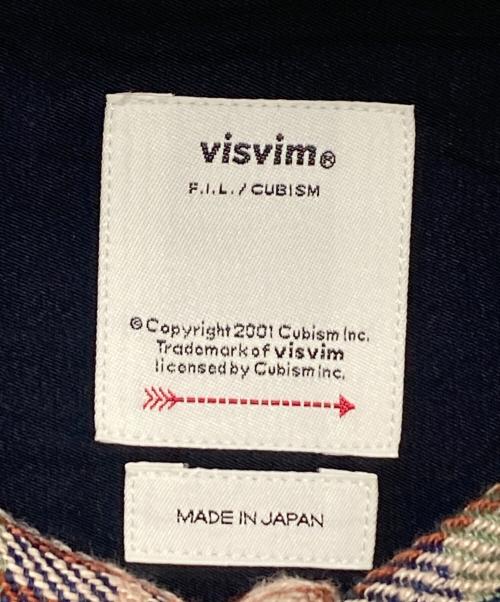 visvim®
F.I.L. / CUBISM
© Copyright 2001 Cubism Inc.
Trademark of visvim
licensed by Cubism Inc.
MADE IN JAPAN